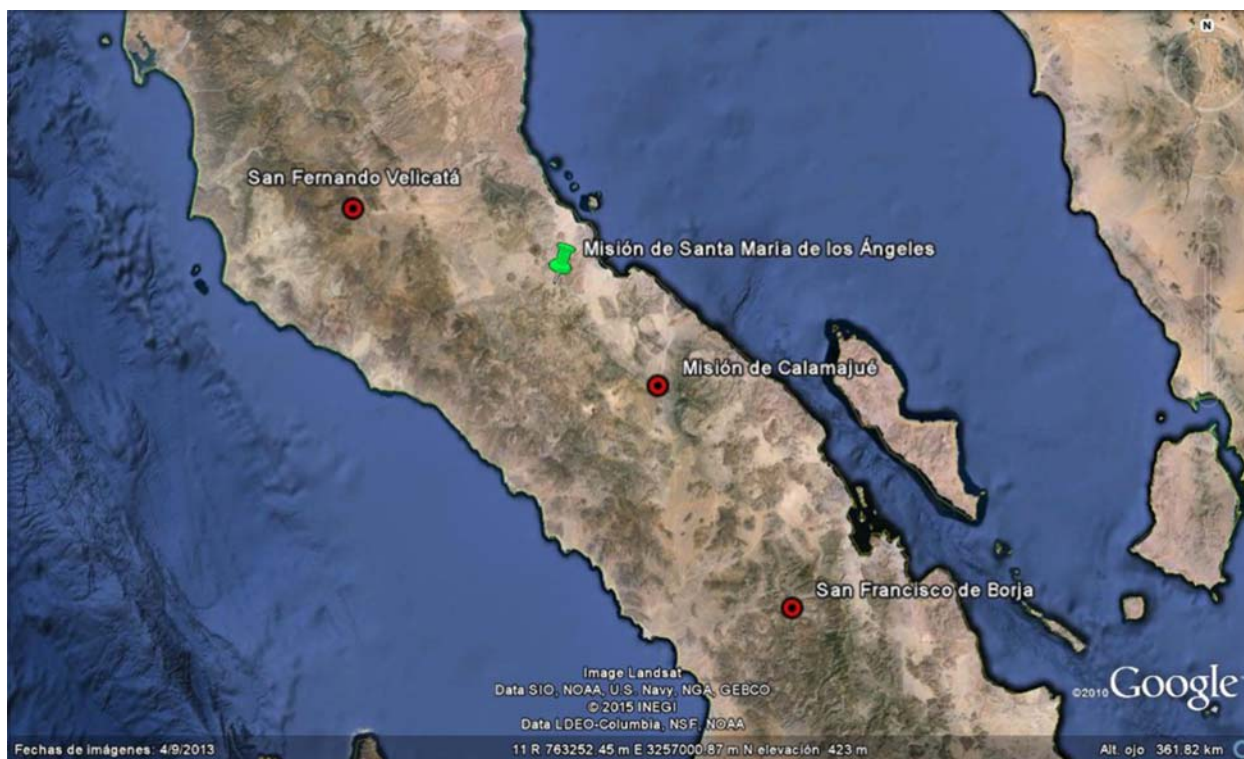 N
San Fernando Velicatá
Misión de Santa Maria de los Ángeles
Misión de Calamajué
San Francisco de Borja
Image Landsat
Data SIO, NOAA, U.S. Navy, NGA, GEBCO
© 2015 INEGI
Data LDEO-Columbia, NSF, NOAA
©2010 Google
Fechas de imágenes: 4/9/2013
11 R 763252.45 m E 3257000.87 m N elevación 423 m
Alt. ojo 361.82 km